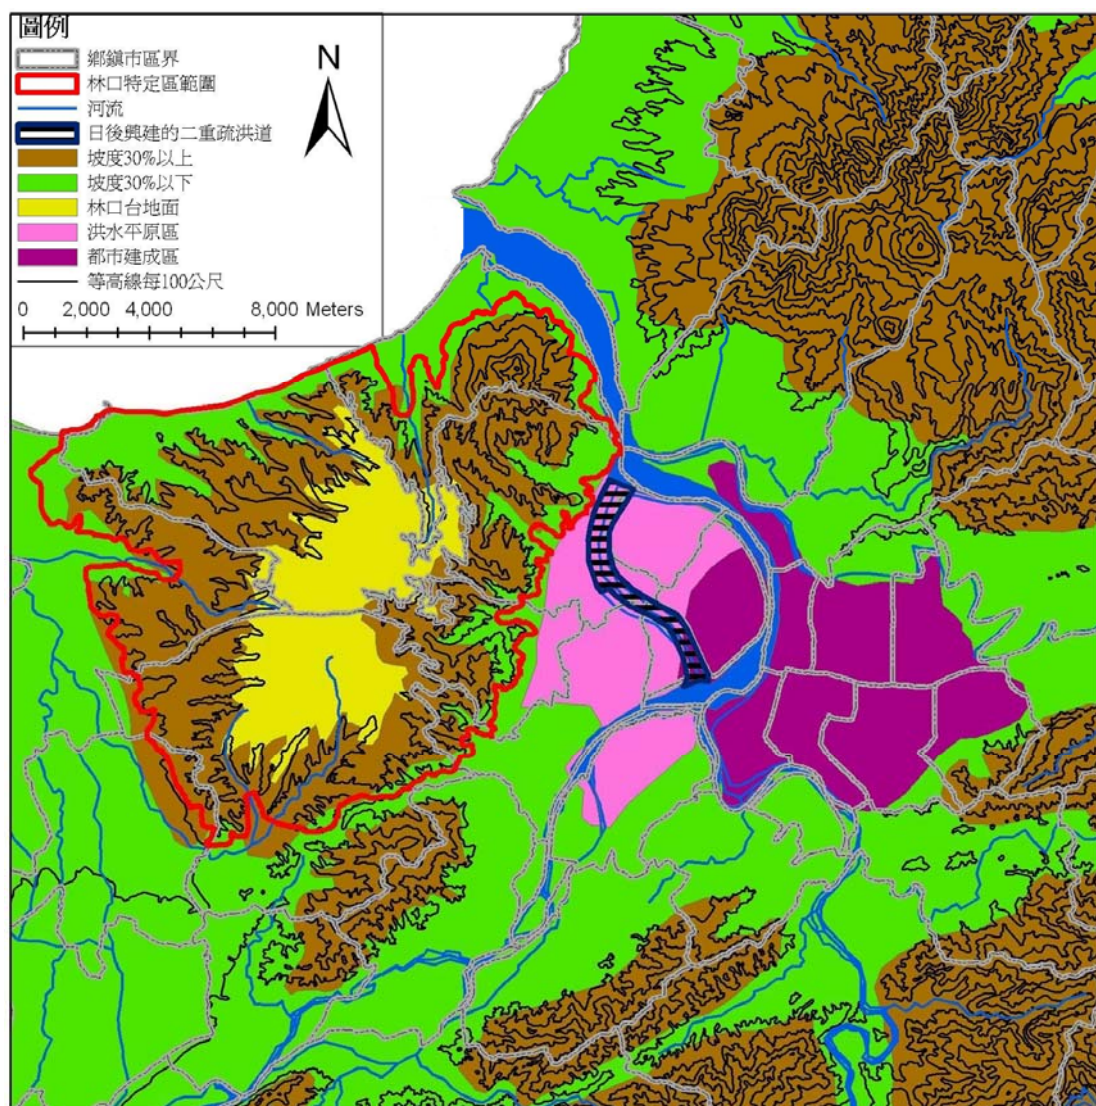 圖例
鄉鎮市區界
林口特定區範圍
河流
日後興建的二重疏洪道
坡度30%以上
坡度30%以下
林口台地面
洪水平原區
都市建成區
等高線每100公尺
0 2,000 4,000 8,000 Meters
N